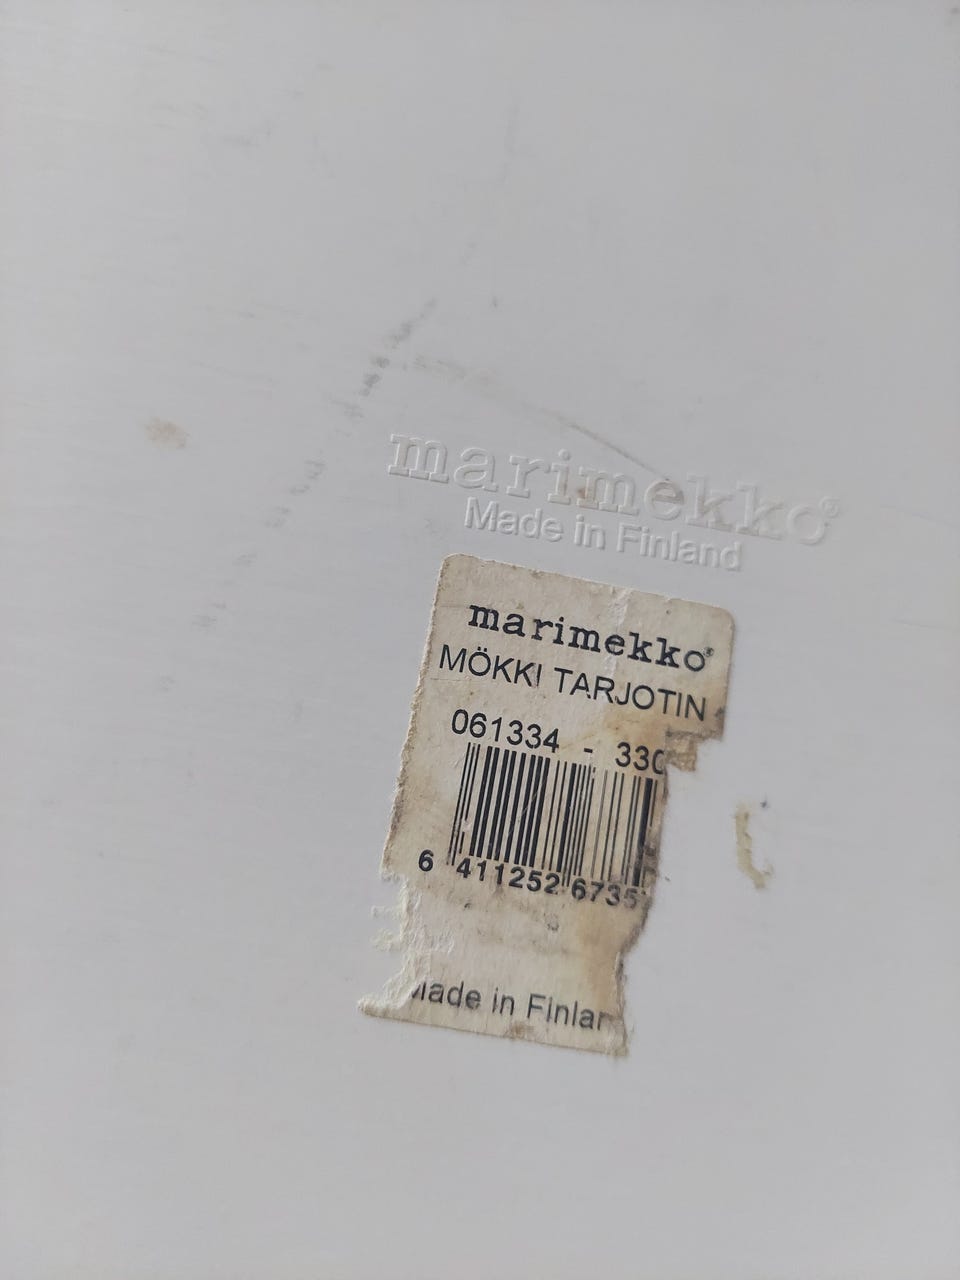 marimekko®
Made in Finland
marimekko®
MÖKKI TARJOTIN
061334 - 330
6 411252 6735
Made in Finlan